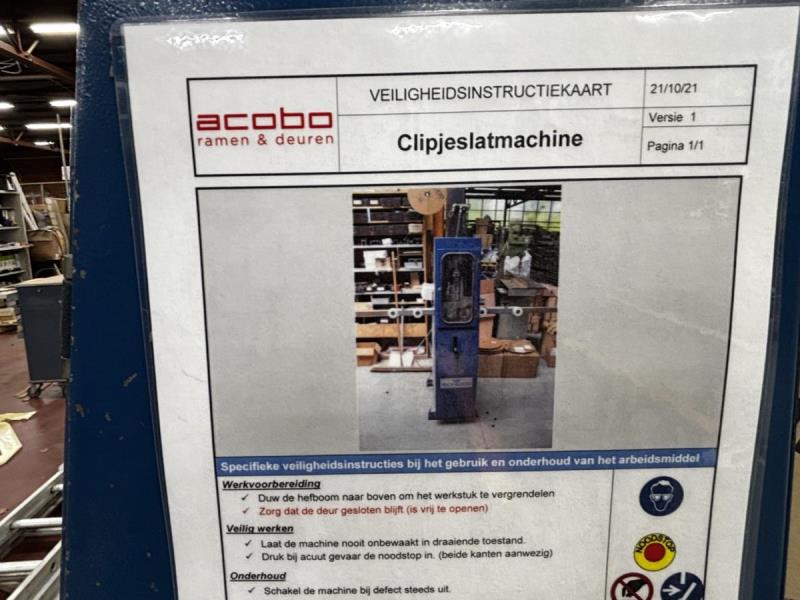 acobo
ramen & deuren
VEILIGHEIDSINSTRUCTIEKAART
Clipjeslatmachine
21/10/21
Versie 1
Pagina 1/1
Specifieke veiligheidsinstructies bij het gebruik en onderhoud van het arbeidsmiddel
Werkvoorbereiding
✓ Duw de hefboom naar boven om het werkstuk te vergrendelen
✓ Zorg dat de deur gesloten blijft (is vrij te openen)
Veilig werken
✓ Laat de machine nooit onbewaakt in draaiende toestand.
✓ Druk bij acuut gevaar de noodstop in. (beide kanten aanwezig)
NOODSTOP
Onderhoud
✓ Schakel de machine bij defect steeds uit.